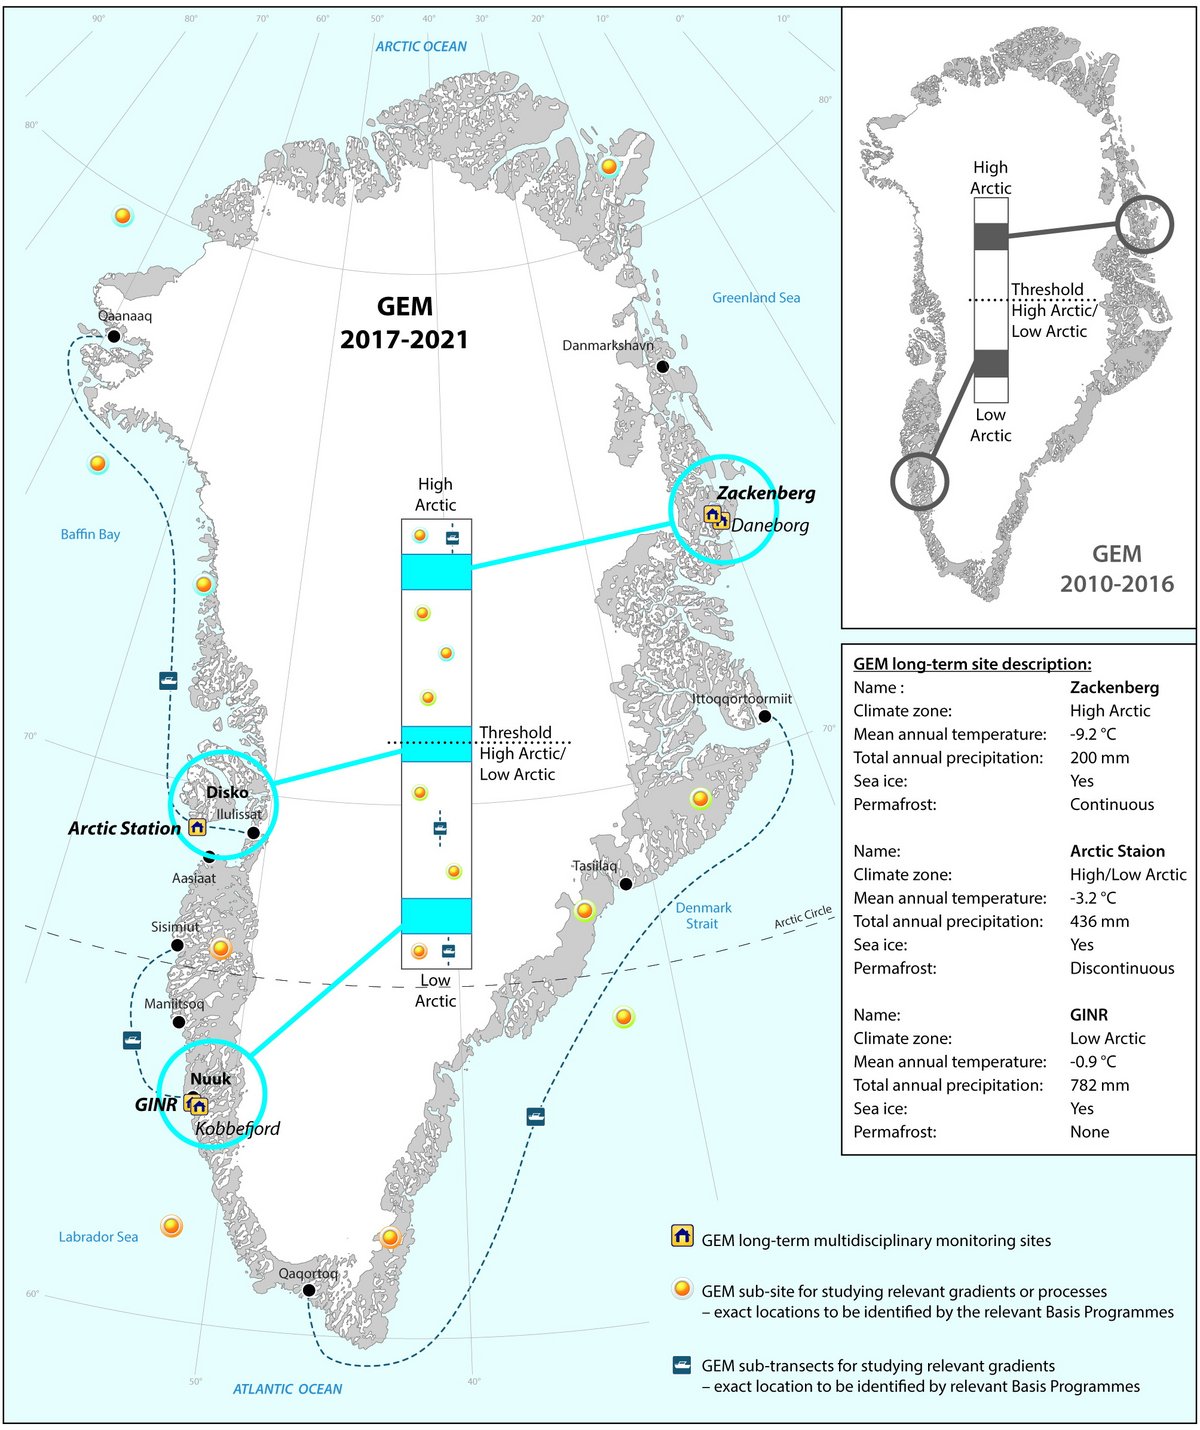 90°
80°
70°
60°
50°
40°
30°
20°
10°
0°
10°
ARCTIC OCEAN
80°
80°
Qaanaaq
GEM
2017-2021
Greenland Sea
Danmarkshavn
Baffin Bay
High
Arctic
Zackenberg
Daneborg
70°
70°
Threshold
High Arctic/
Low Arctic
Ittoqqortoormiit
Disko
Ilulissat
Arctic Station
Aasiaat
Sisimiut
Tasiilaq
Denmark
Strait
Arctic Circle
Low
Arctic
Maniitsoq
Nuuk
GINR
Kobbefjord
Labrador Sea
Qaqortoq
60°
50°
40°
ATLANTIC OCEAN
High
Arctic
Threshold
High Arctic/
Low Arctic
Low
Arctic
GEM
2010-2016
GEM long-term site description:
Name : Zackenberg
Climate zone: High Arctic
Mean annual temperature: -9.2 °C
Total annual precipitation: 200 mm
Sea ice: Yes
Permafrost: Continuous
Name: Arctic Staion
Climate zone: High/Low Arctic
Mean annual temperature: -3.2 °C
Total annual precipitation: 436 mm
Sea ice: Yes
Permafrost: Discontinuous
Name: GINR
Climate zone: Low Arctic
Mean annual temperature: -0.9 °C
Total annual precipitation: 782 mm
Sea ice: Yes
Permafrost: None
GEM long-term multidisciplinary monitoring sites
GEM sub-site for studying relevant gradients or processes
– exact locations to be identified by the relevant Basis Programmes
GEM sub-transects for studying relevant gradients
– exact location to be identified by relevant Basis Programmes